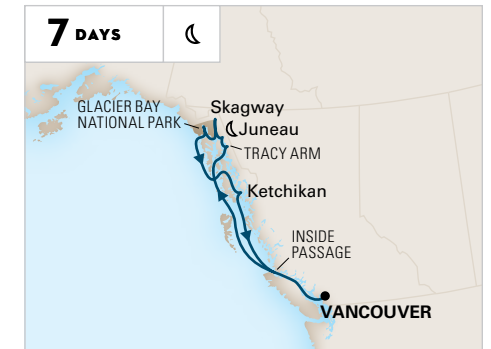 7 DAYS
GLACIER BAY
NATIONAL PARK
Skagway
Juneau
TRACY ARM
Ketchikan
INSIDE
PASSAGE
VANCOUVER